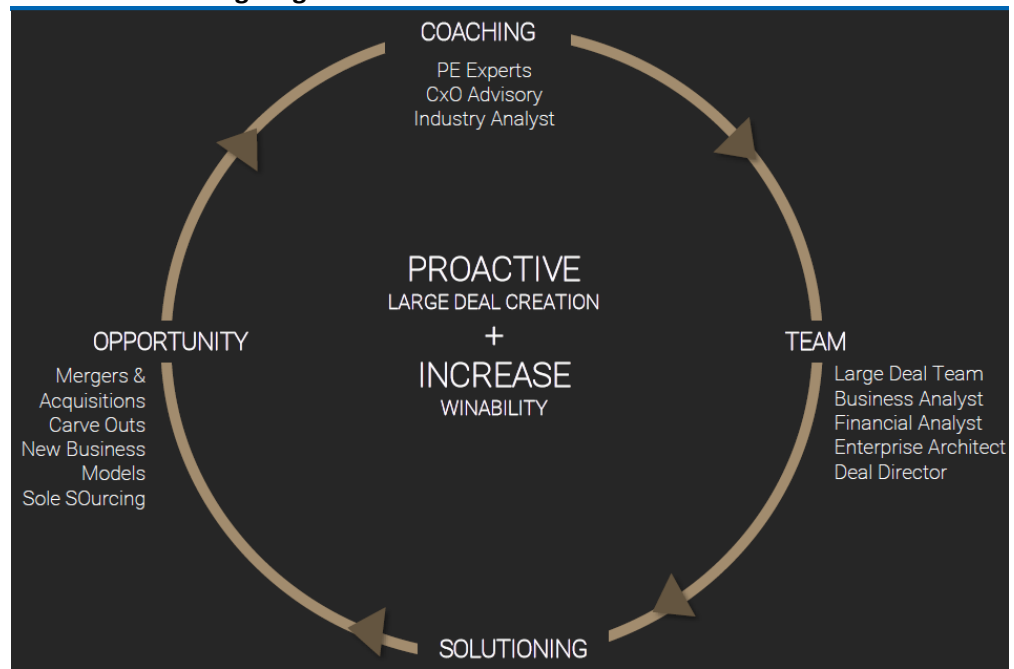 COACHING
PE Experts
CxO Advisory
Industry Analyst
PROACTIVE
LARGE DEAL CREATION
+
INCREASE
WINABILITY
OPPORTUNITY
Mergers &
Acquisitions
Carve Outs
New Business
Models
Sole SOurcing
TEAM
Large Deal Team
Business Analyst
Financial Analyst
Enterprise Architect
Deal Director
SOLUTIONING